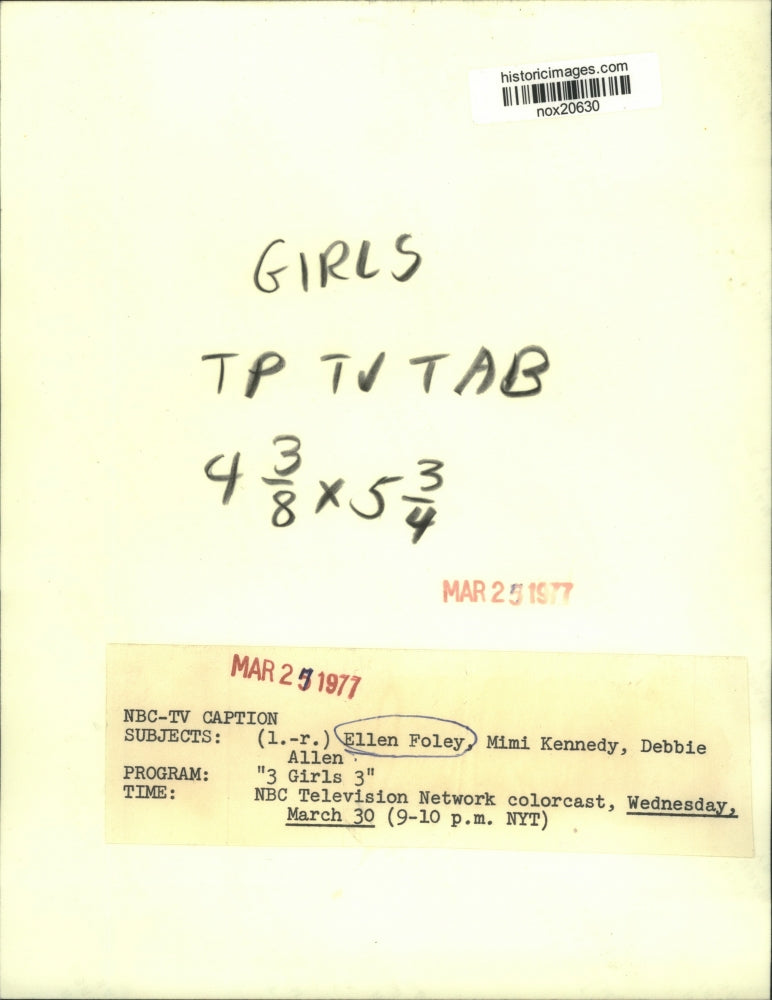 historicimages.com
nox20630
GIRLS
TP TV TAB
4 3/8 x 5 3/4
MAR 25 1977
MAR 25 1977
NBC-TV CAPTION
SUBJECTS: (l.-r.) Ellen Foley, Mimi Kennedy, Debbie
Allen
PROGRAM: "3 Girls 3"
TIME: NBC Television Network colorcast, Wednesday,
March 30 (9-10 p.m. NYT)